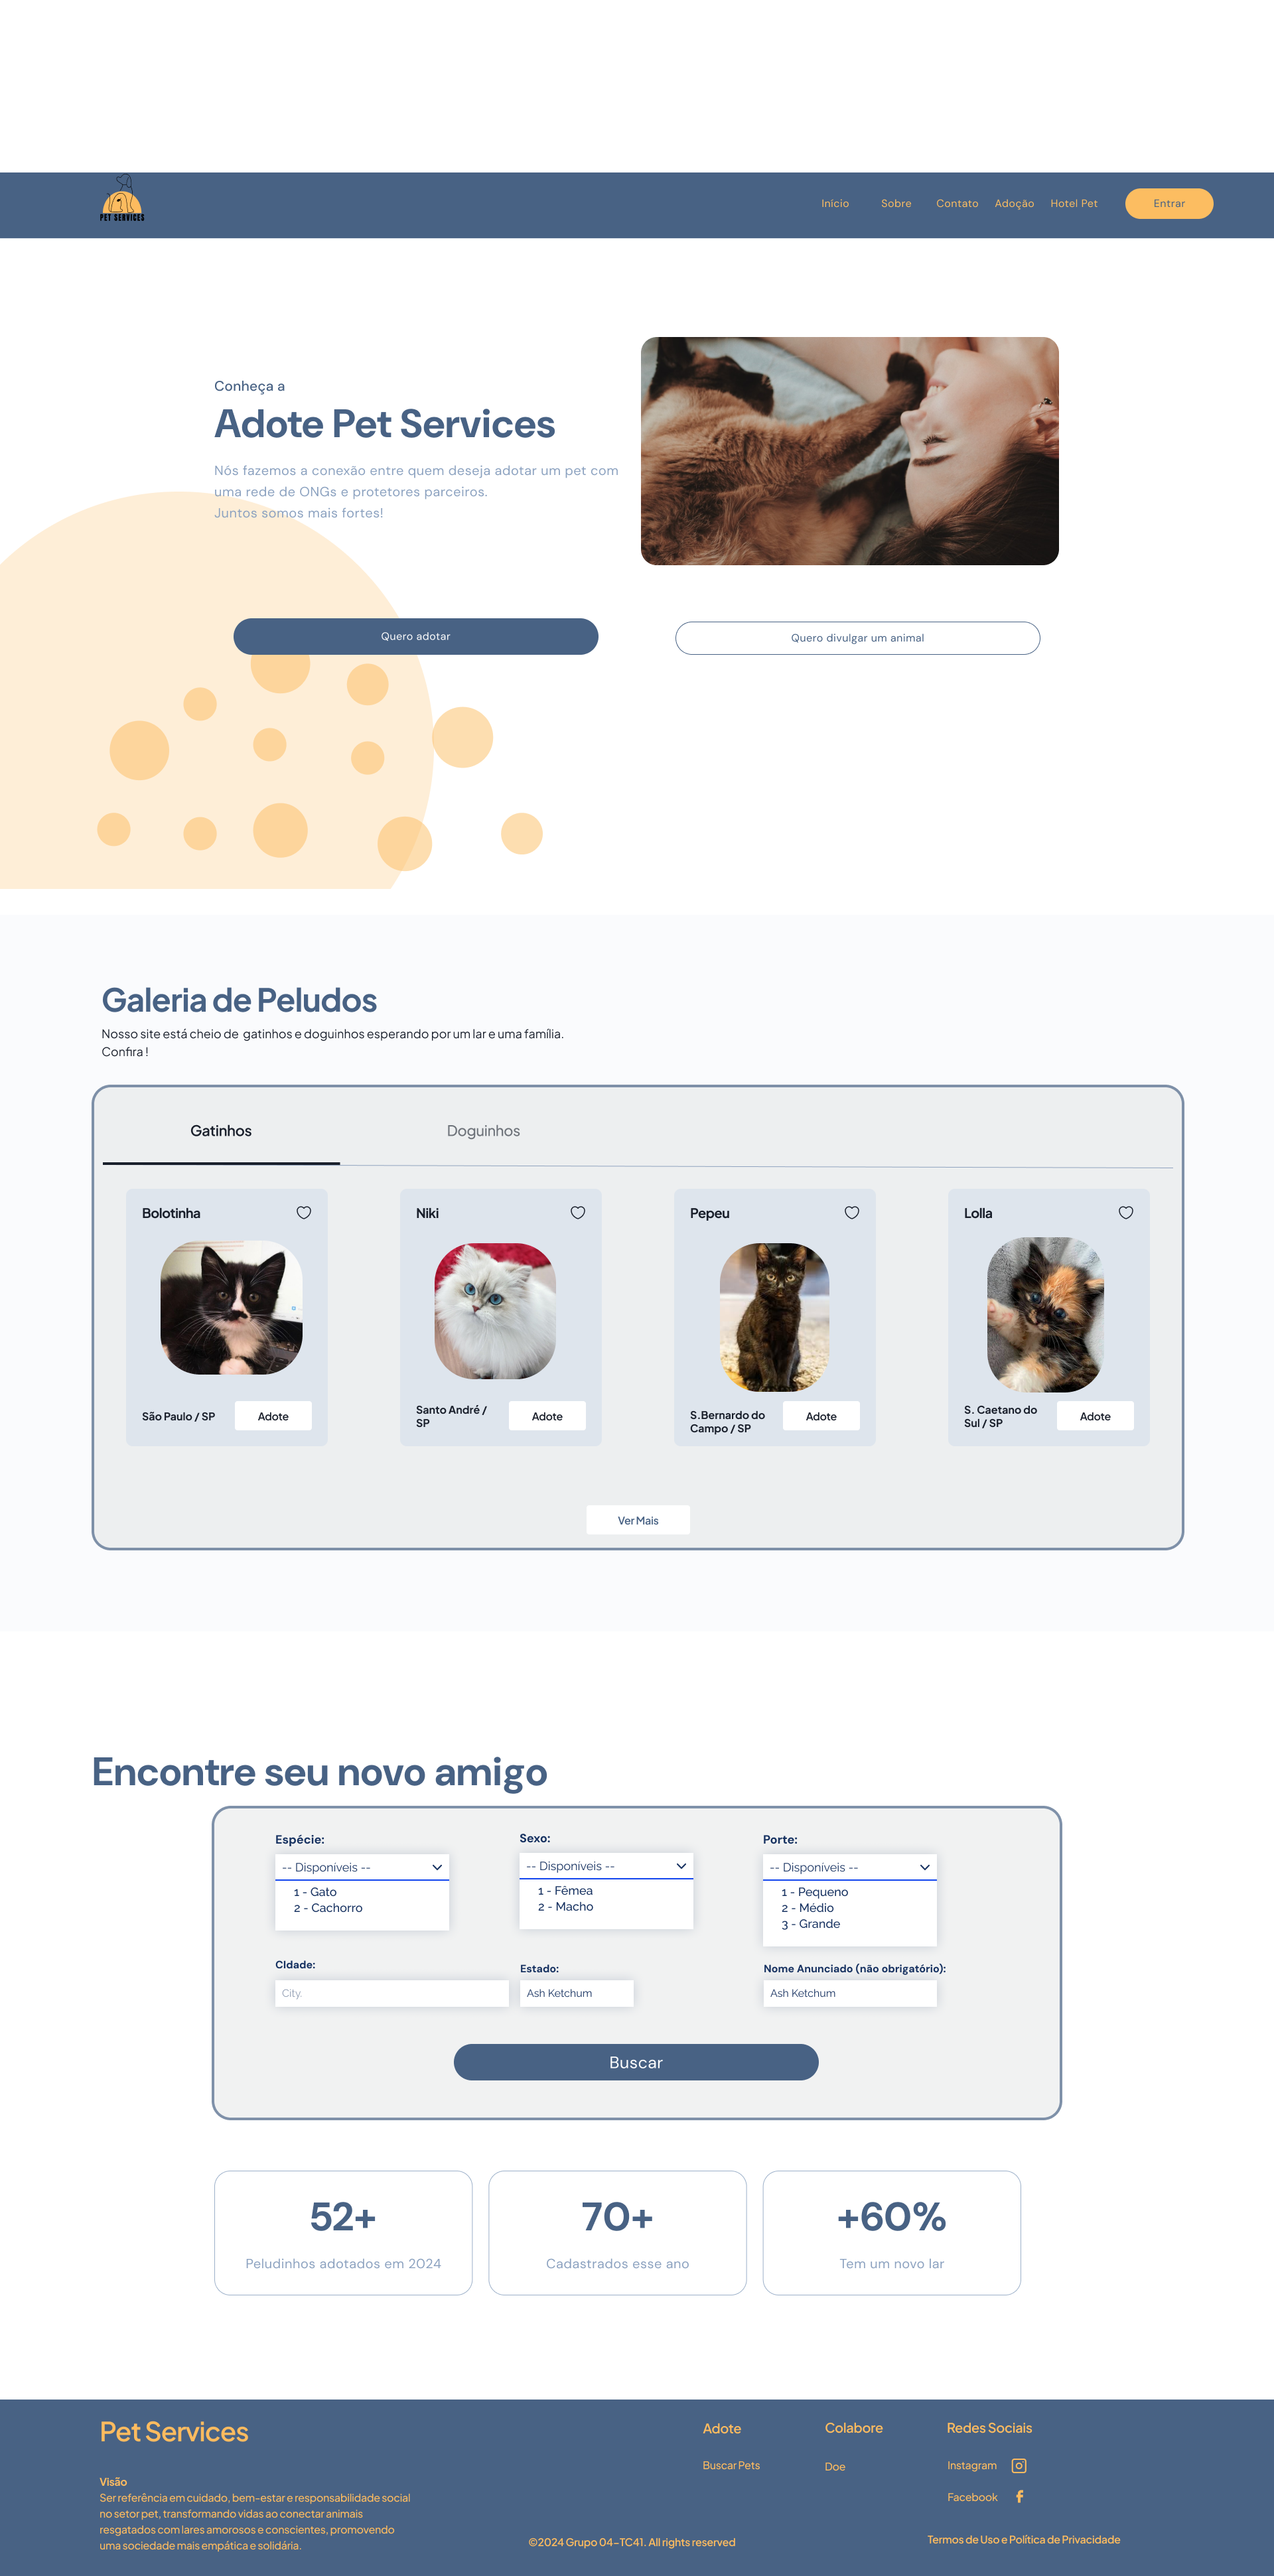 PET SERVICES
Início
Sobre
Contato
Adoção
Hotel Pet
Entrar
Conheça a
Adote Pet Services
Nós fazemos a conexão entre quem deseja adotar um pet com
uma rede de ONGs e protetores parceiros.
Juntos somos mais fortes!
Quero adotar
Quero divulgar um animal
Galeria de Peludos
Nosso site está cheio de gatinhos e doguinhos esperando por um lar e uma família.
Confira !
Gatinhos
Doguinhos
Bolotinha
São Paulo / SP
Adote
Niki
Santo André /
SP
Adote
Pepeu
S.Bernardo do
Campo / SP
Adote
Lolla
S. Caetano do
Sul / SP
Adote
Ver Mais
Encontre seu novo amigo
Espécie:
-- Disponíveis --
1 - Gato
2 - Cachorro
Sexo:
-- Disponíveis --
1 - Fêmea
2 - Macho
Porte:
-- Disponíveis --
1 - Pequeno
2 - Médio
3 - Grande
CIdade:
City.
Estado:
Ash Ketchum
Nome Anunciado (não obrigatório):
Ash Ketchum
Buscar
52+
Peludinhos adotados em 2024
70+
Cadastrados esse ano
+60%
Tem um novo lar
Pet Services
Visão
Ser referência em cuidado, bem-estar e responsabilidade social
no setor pet, transformando vidas ao conectar animais
resgatados com lares amorosos e conscientes, promovendo
uma sociedade mais empática e solidária.
Adote
Buscar Pets
Colabore
Doe
Redes Sociais
Instagram
Facebook
©2024 Grupo 04-TC41. All rights reserved
Termos de Uso e Política de Privacidade